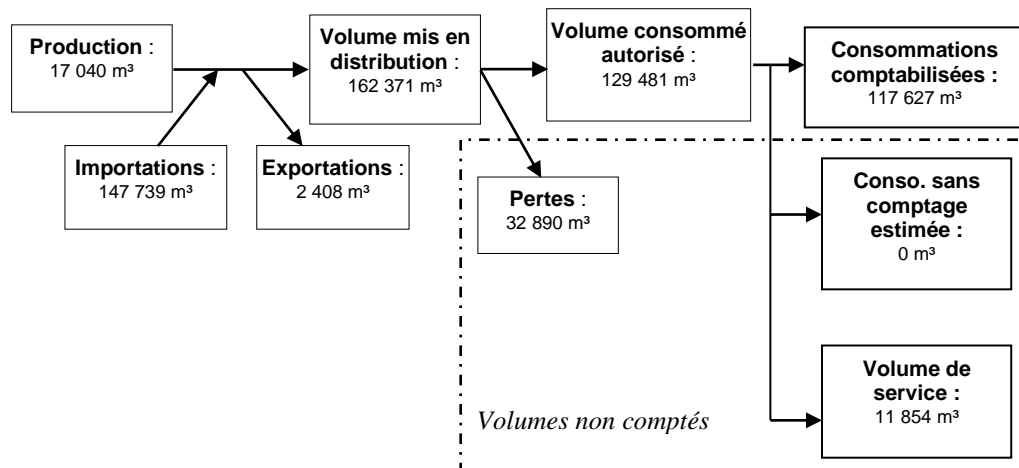 Production :
17 040 m³
Volume mis en
distribution :
162 371 m³
Volume consommé
autorisé :
129 481 m³
Consommations
comptabilisées :
117 627 m³
Importations :
147 739 m³
Exportations :
2 408 m³
Pertes :
32 890 m³
Conso. sans
comptage
estimée :
0 m³
Volume de
service :
11 854 m³
Volumes non comptés